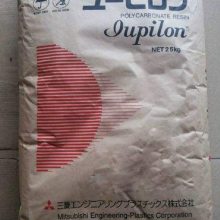 ユーピロン
POLYCARBONATE RESIN
Iupilon
NET 25kg
三菱エンジニアリングプラスチックス株式会社
Mitsubishi Engineering-Plastics Corporation